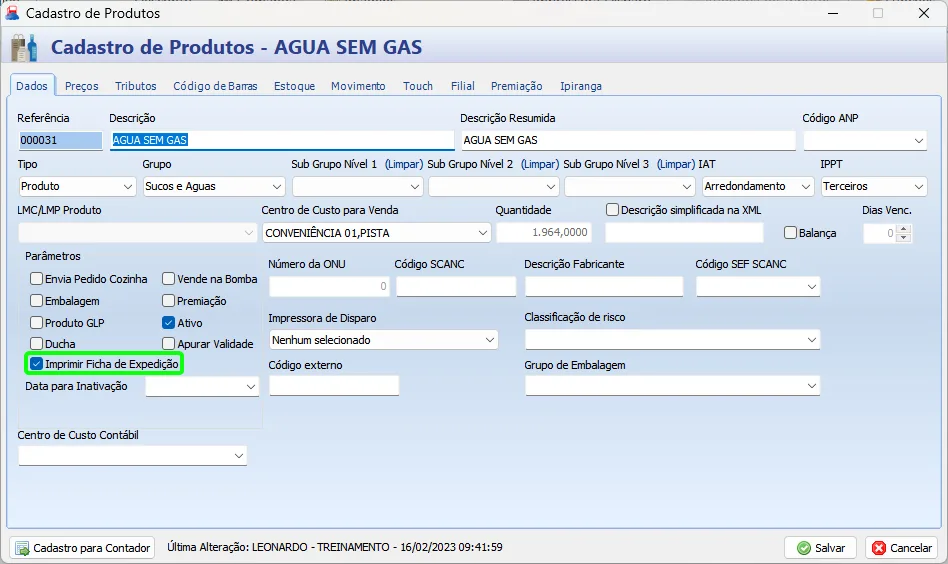 Cadastro de Produtos
Cadastro de Produtos - AGUA SEM GAS
Dados Preços Tributos Código de Barras Estoque Movimento Touch Filial Premiação Ipiranga
Referência Descrição Descrição Resumida Código ANP
000031 AGUA SEM GAS AGUA SEM GAS
Tipo Grupo Sub Grupo Nível 1 (Limpar) Sub Grupo Nível 2 (Limpar) Sub Grupo Nível 3 (Limpar) IAT IPPT
Produto Sucos e Aguas Arredondamento Terceiros
LMC/LMP Produto Centro de Custo para Venda Quantidade Descrição simplificada na XML Dias Venc.
CONVENIÊNCIA 01,PISTA 1.964,0000 Balança 0
Parâmetros
Número da ONU Código SCANC Descrição Fabricante Código SEF SCANC
Envia Pedido Cozinha Vende na Bomba
0
Embalagem Premiação
Produto GLP Ativo
Impressora de Disparo Classificação de risco
Ducha Apurar Validade
Nenhum selecionado
Imprimir Ficha de Expedição
Código externo Grupo de Embalagem
Data para Inativação
Centro de Custo Contábil
Cadastro para Contador Última Alteração: LEONARDO - TREINAMENTO - 16/02/2023 09:41:59 Salvar Cancelar